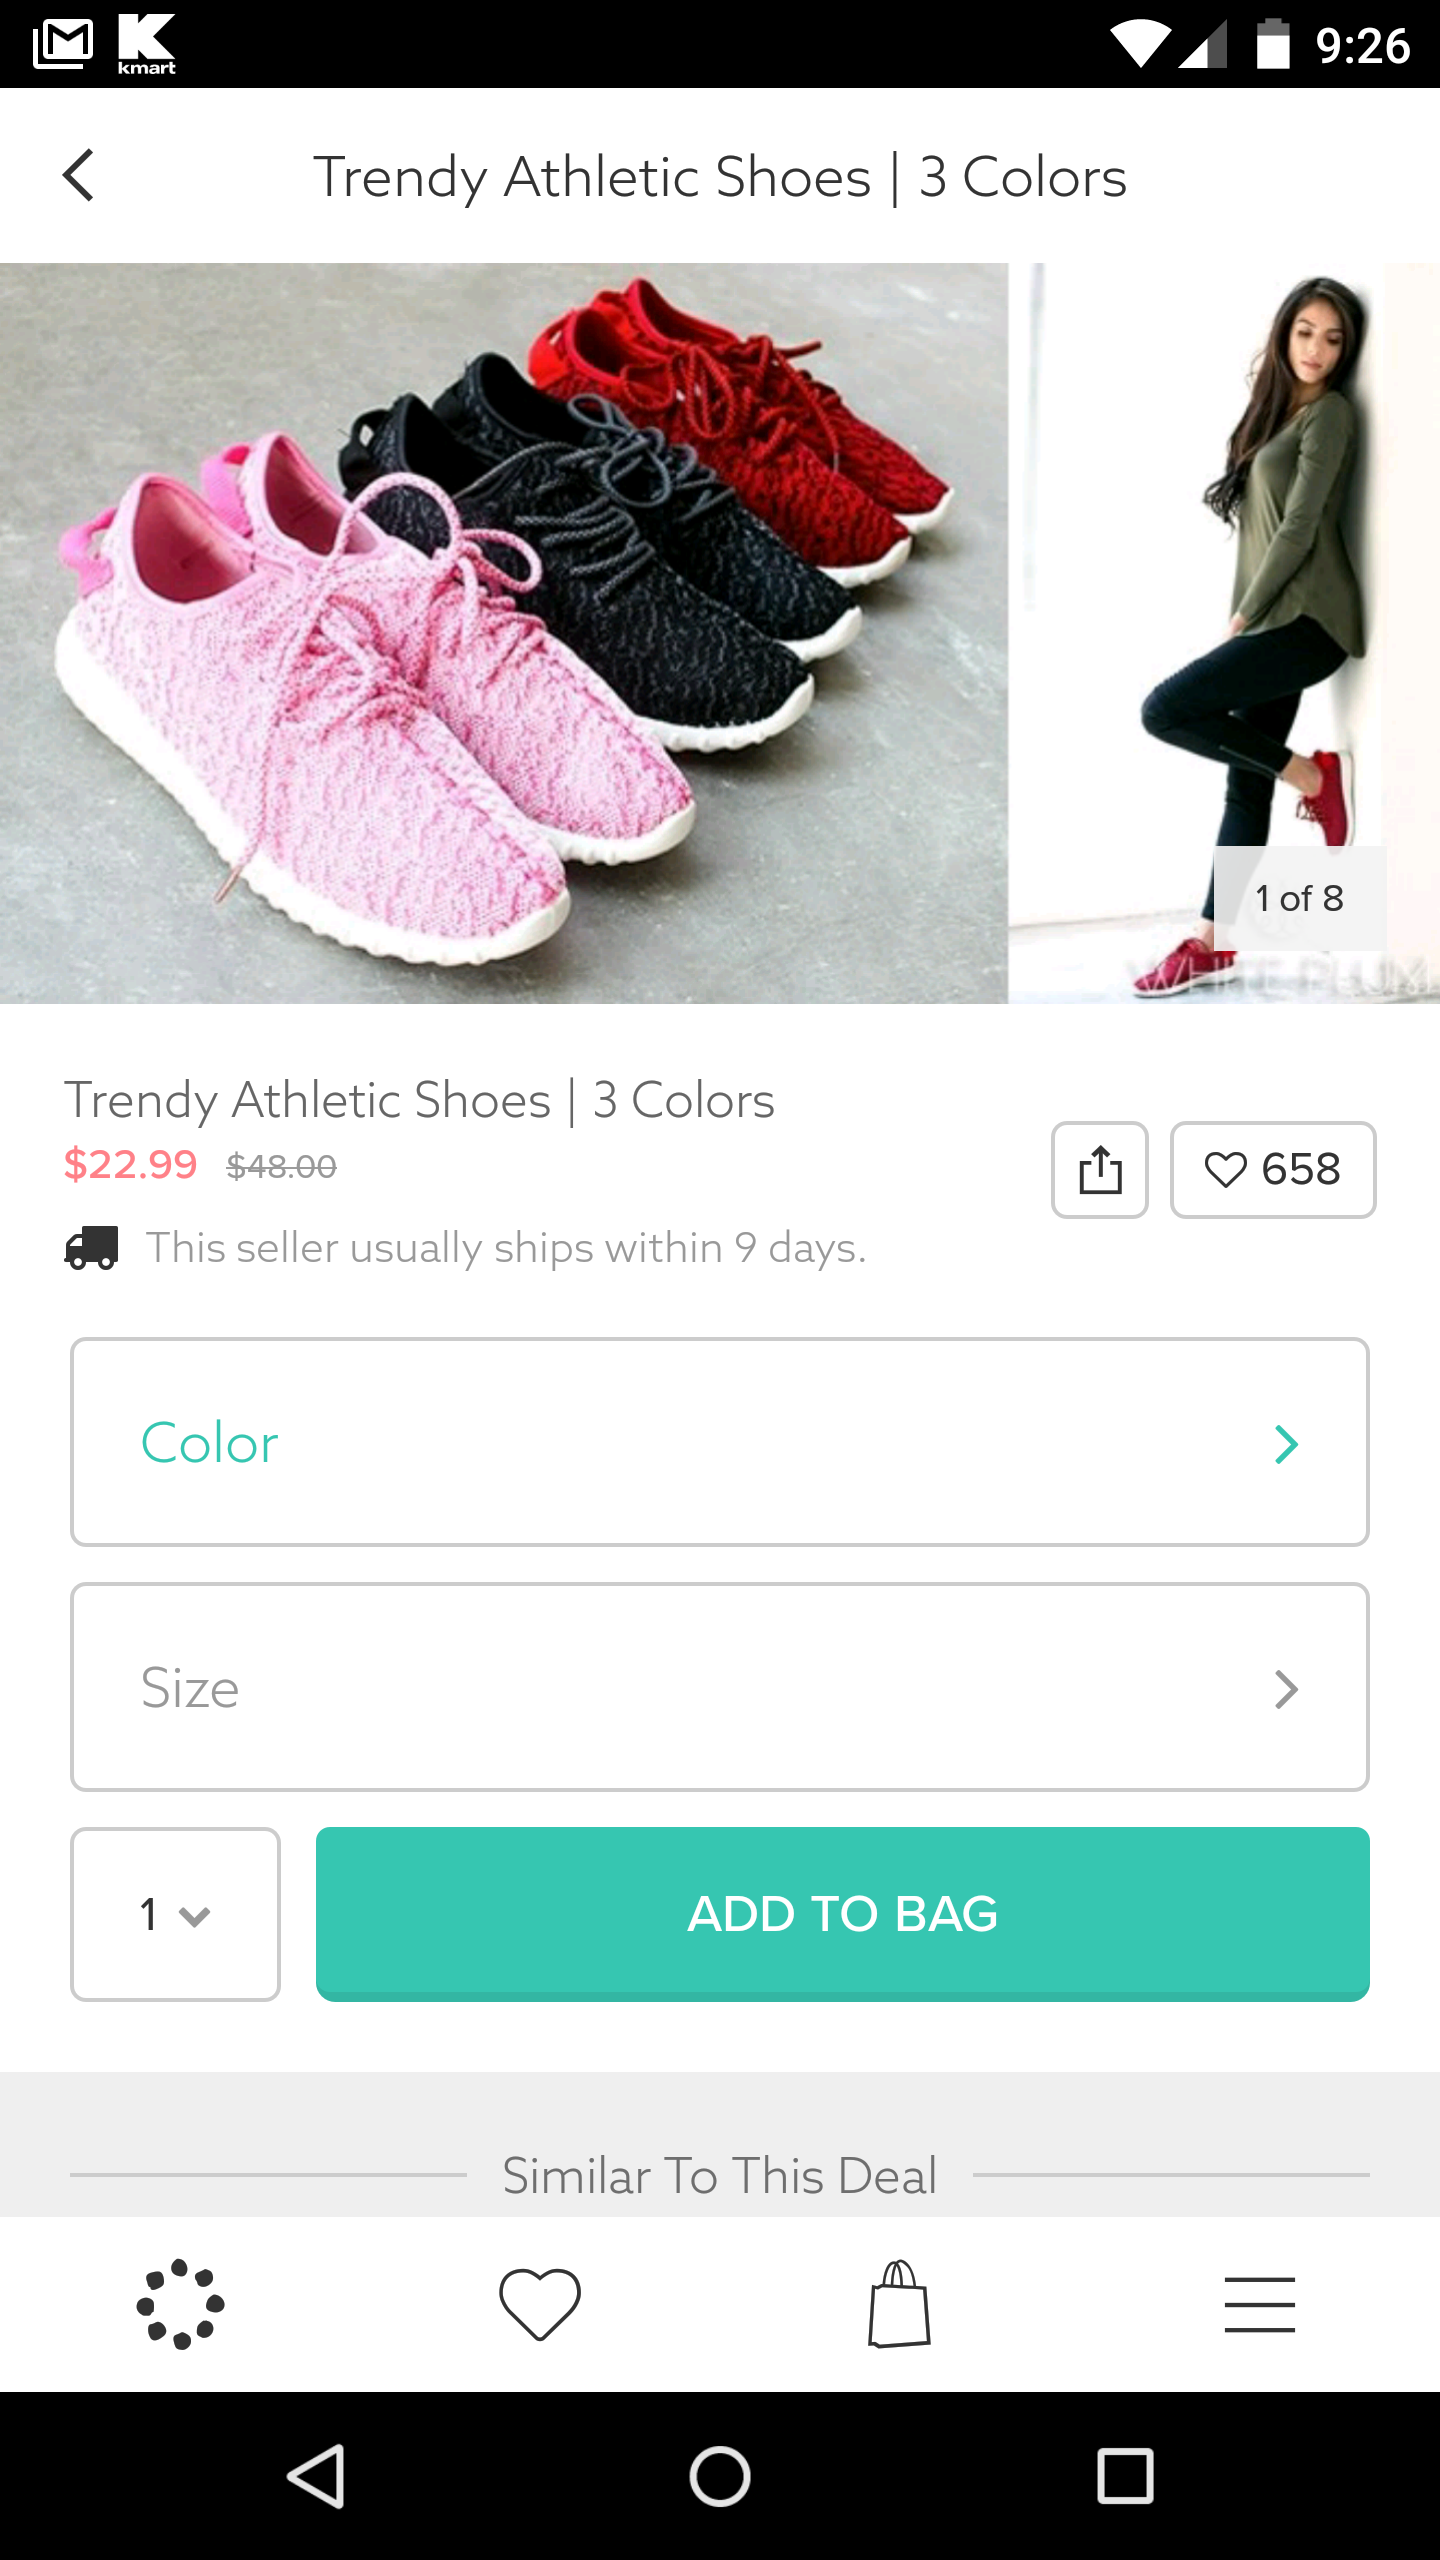 kmart
9:26
Trendy Athletic Shoes | 3 Colors
1 of 8
WHITE PLUM
Trendy Athletic Shoes | 3 Colors
$22.99 $48.00
658
This seller usually ships within 9 days.
Color
Size
1
ADD TO BAG
Similar To This Deal